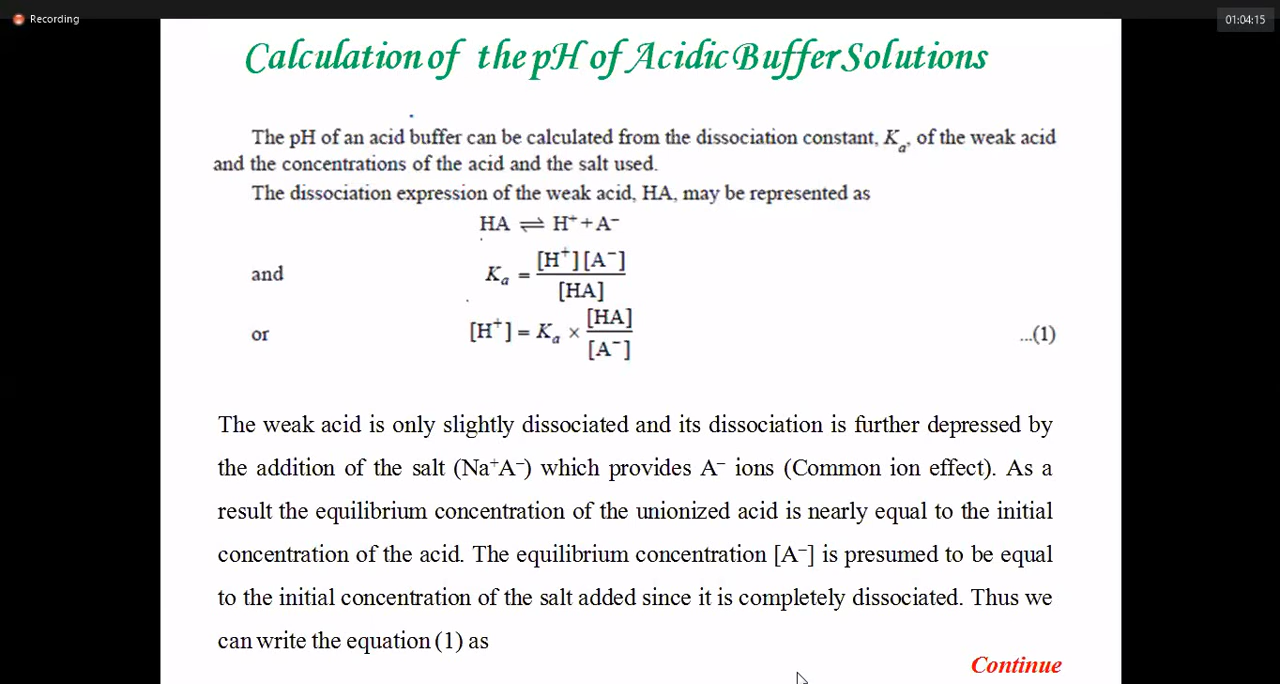 Recording
01:04:15
Calculation of the pH of Acidic Buffer Solutions
The pH of an acid buffer can be calculated from the dissociation constant, Kₐ, of the weak acid
and the concentrations of the acid and the salt used.
The dissociation expression of the weak acid, HA, may be represented as
HA ⇌ H⁺ + A⁻
and Kₐ = [H⁺] [A⁻] / [HA]
or [H⁺] = Kₐ × [HA] / [A⁻] ...(1)
The weak acid is only slightly dissociated and its dissociation is further depressed by
the addition of the salt (Na⁺A⁻) which provides A⁻ ions (Common ion effect). As a
result the equilibrium concentration of the unionized acid is nearly equal to the initial
concentration of the acid. The equilibrium concentration [A⁻] is presumed to be equal
to the initial concentration of the salt added since it is completely dissociated. Thus we
can write the equation (1) as
Continue